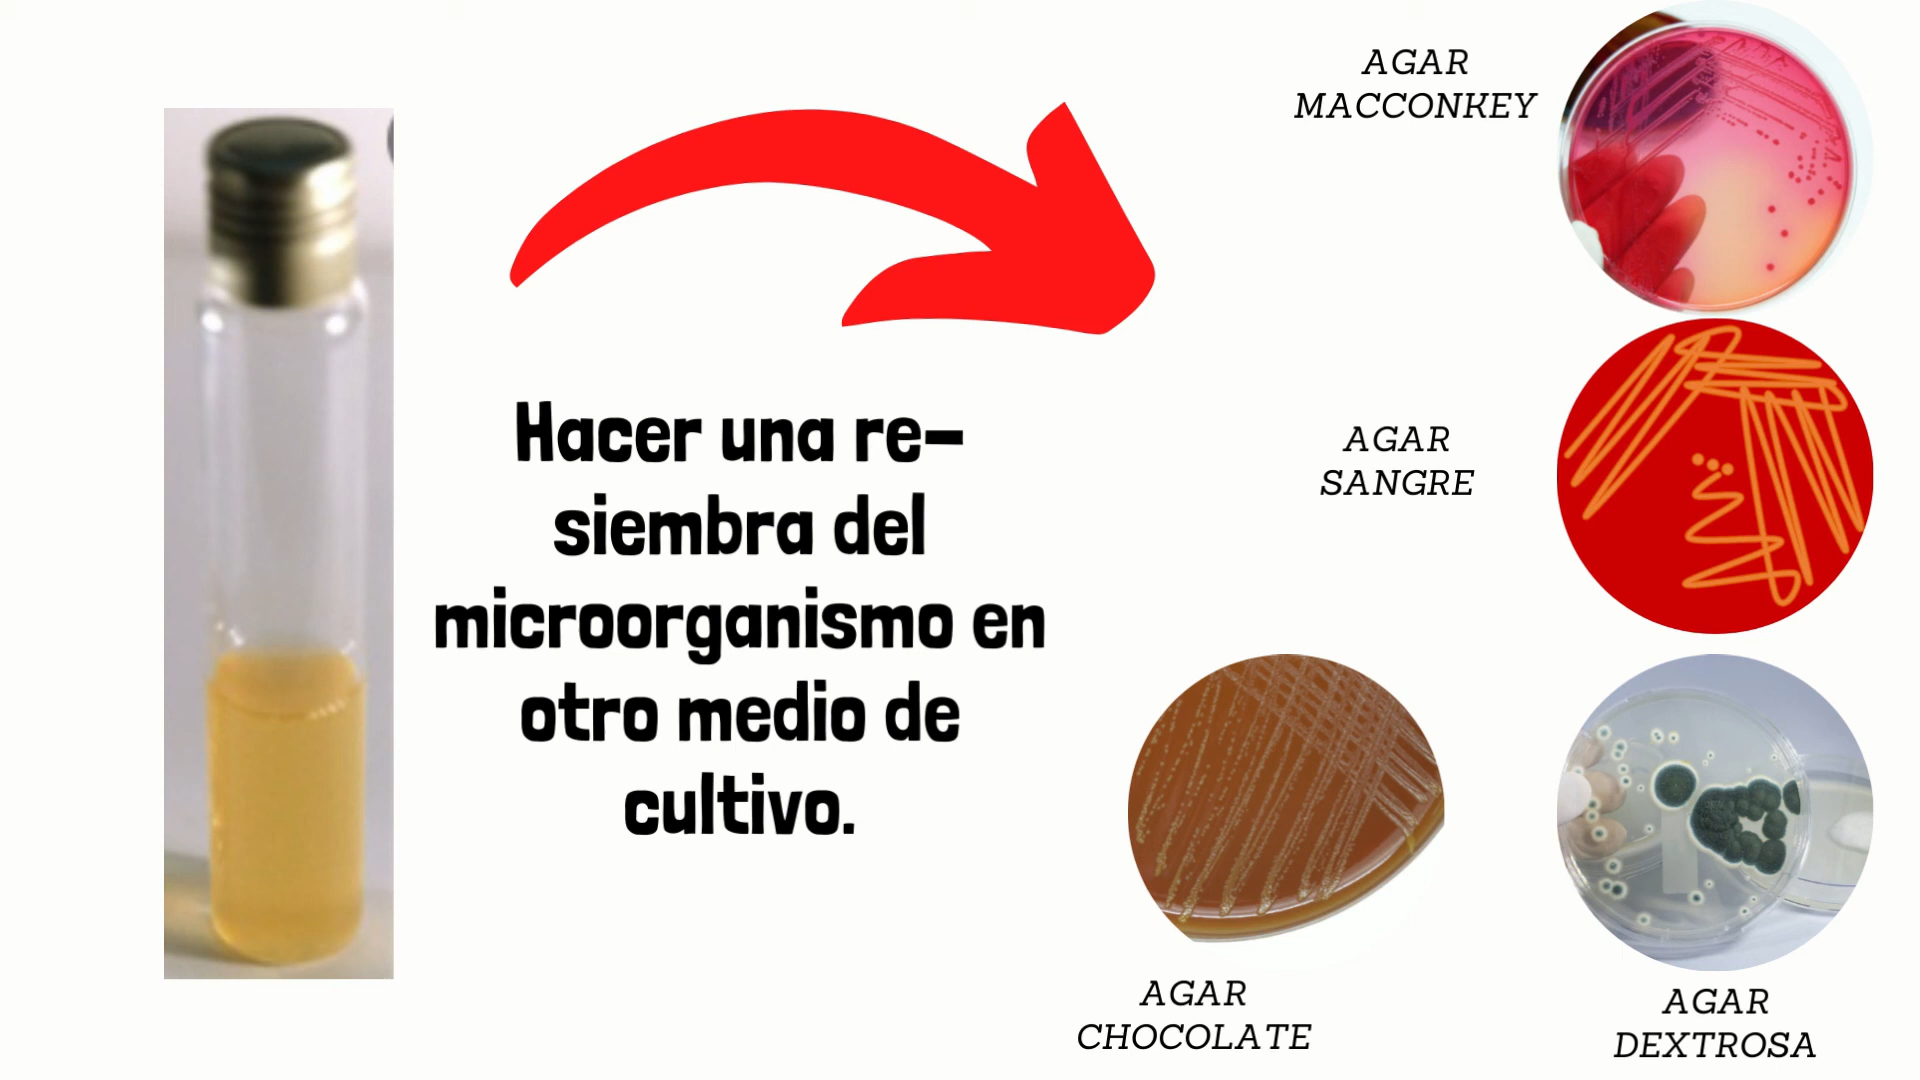 AGAR
MACCONKEY
Hacer una re-
siembra del
microorganismo en
otro medio de
cultivo.
AGAR
SANGRE
AGAR
CHOCOLATE
AGAR
DEXTROSA